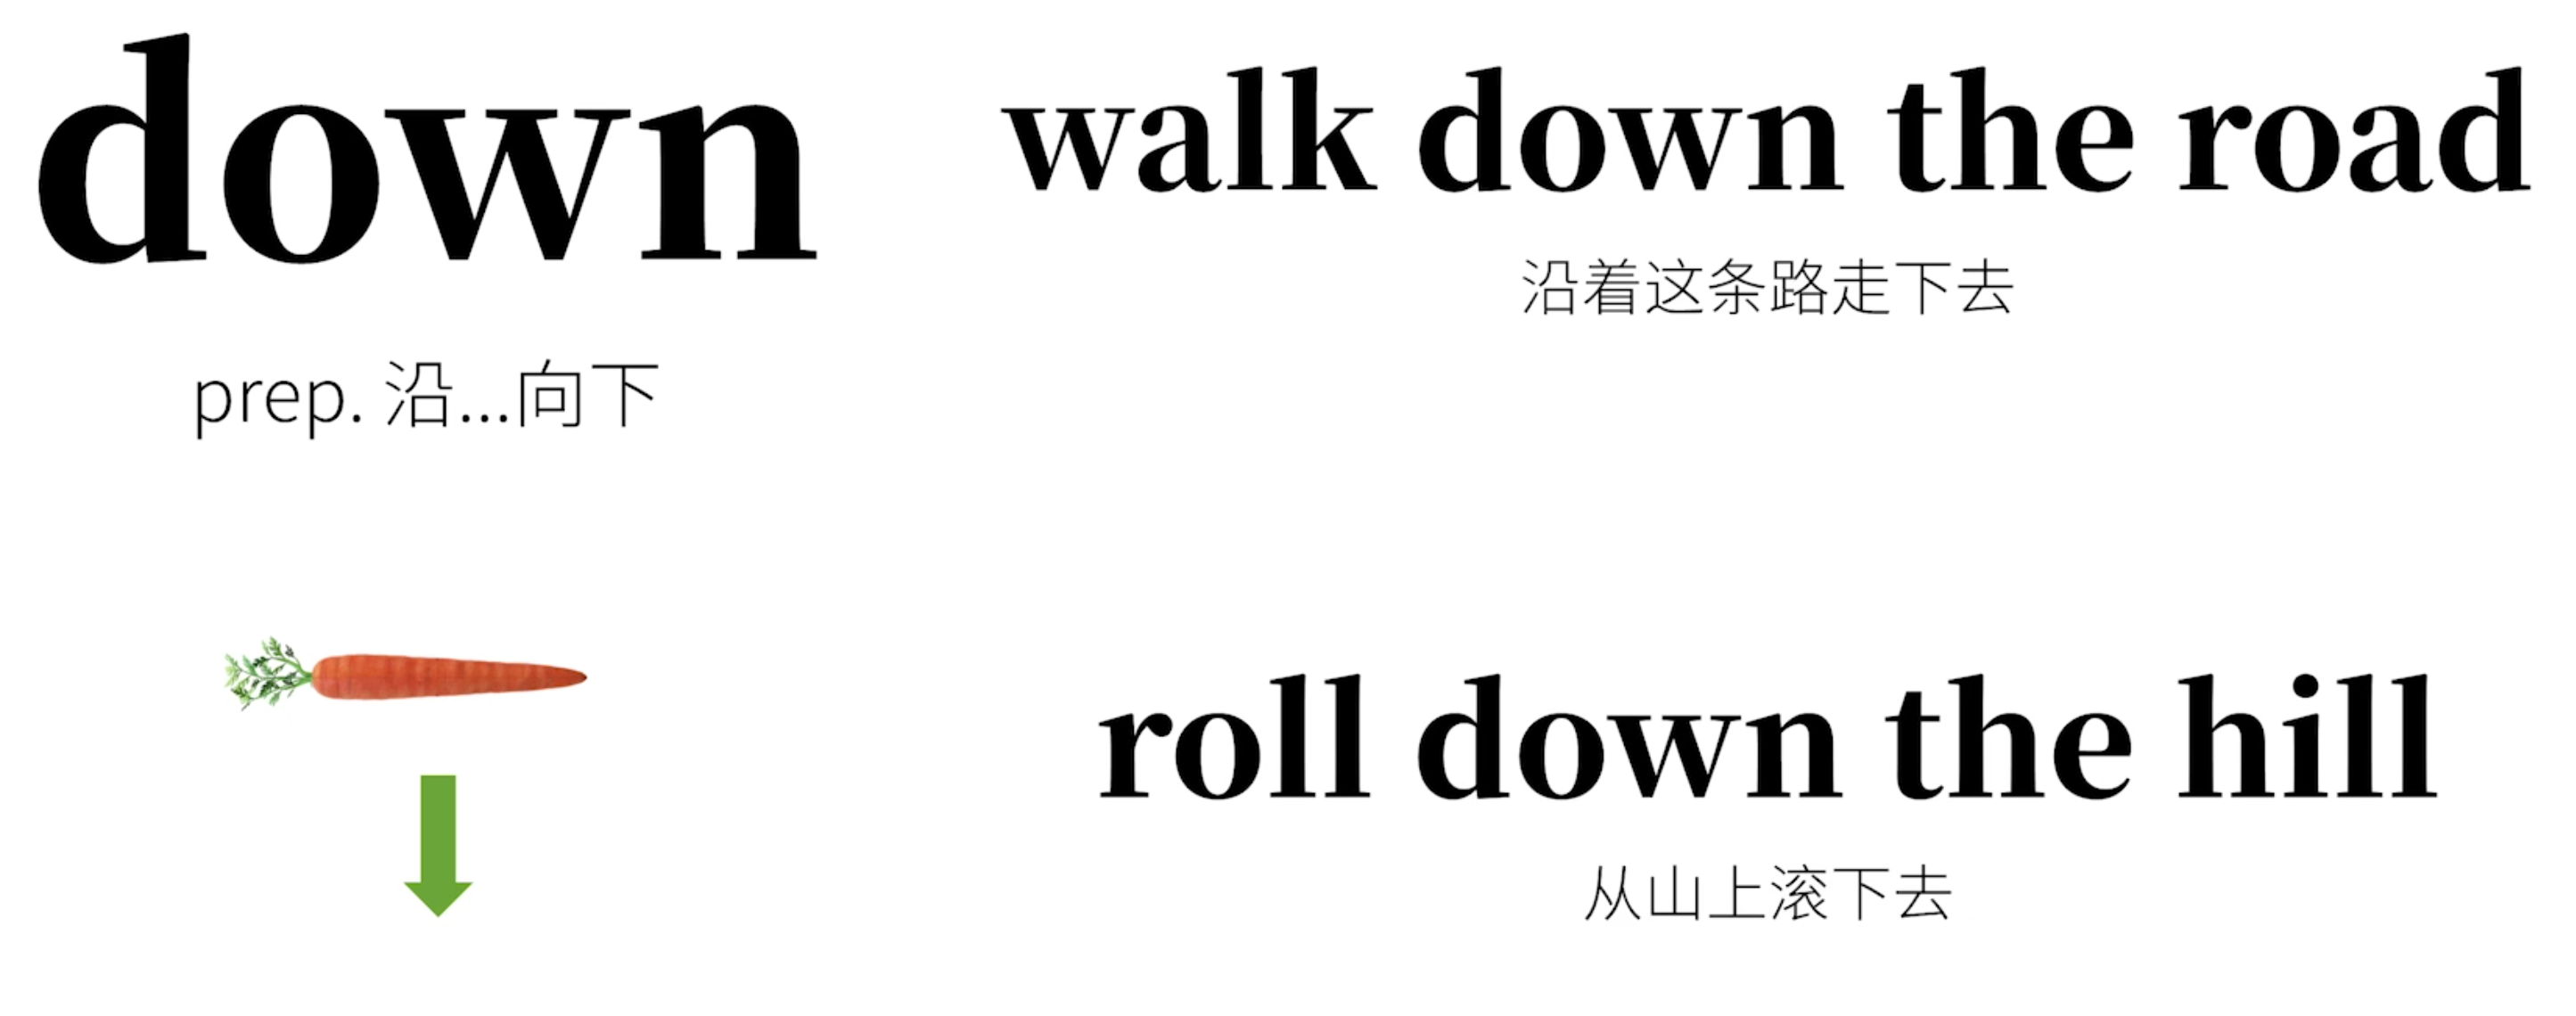 down
prep. 沿...向下
walk down the road
沿着这条路走下去
roll down the hill
从山上滚下去